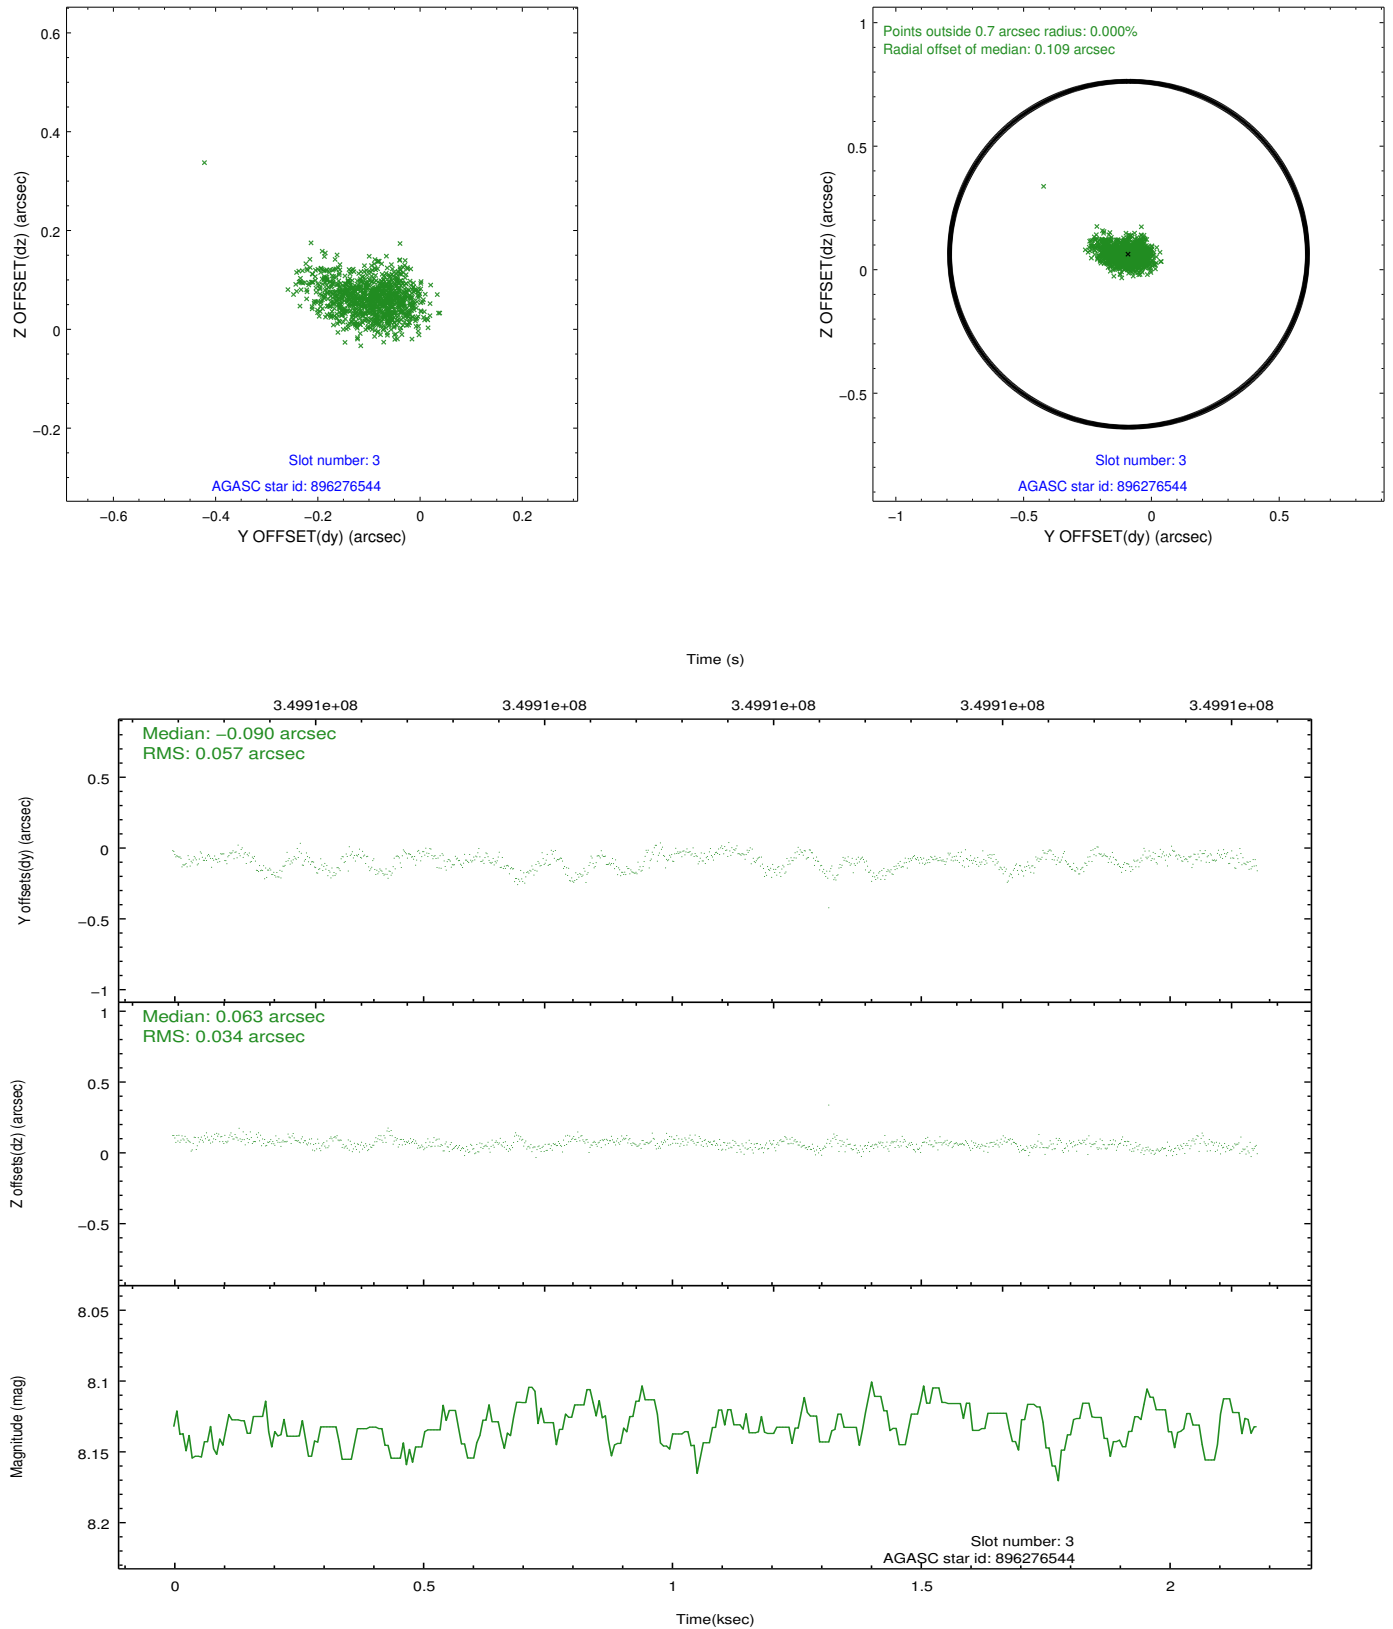 0.6
0.4
0.2
0
−0.2
Z OFFSET(dz) (arcsec)
Slot number: 3
AGASC star id: 896276544
−0.6 −0.4 −0.2 0 0.2
Y OFFSET(dy) (arcsec)
Points outside 0.7 arcsec radius: 0.000%
Radial offset of median: 0.109 arcsec
1
0.5
0
−0.5
Z OFFSET(dz) (arcsec)
Slot number: 3
AGASC star id: 896276544
−1 −0.5 0 0.5
Y OFFSET(dy) (arcsec)
Time (s)
3.4991e+08 3.4991e+08 3.4991e+08 3.4991e+08 3.4991e+08
Median: −0.090 arcsec
RMS: 0.057 arcsec
0.5
0
−0.5
−1
Y offsets(dy) (arcsec)
Median: 0.063 arcsec
RMS: 0.034 arcsec
1
0.5
0
−0.5
Z offsets(dz) (arcsec)
8.05
8.1
8.15
8.2
Magnitude (mag)
Slot number: 3
AGASC star id: 896276544
0 0.5 1 1.5 2
Time(ksec)